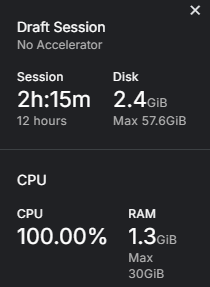 Draft Session
No Accelerator
Session
2h:15m
12 hours
Disk
2.4GiB
Max 57.6GiB
CPU
CPU
100.00%
RAM
1.3GiB
Max
30GiB